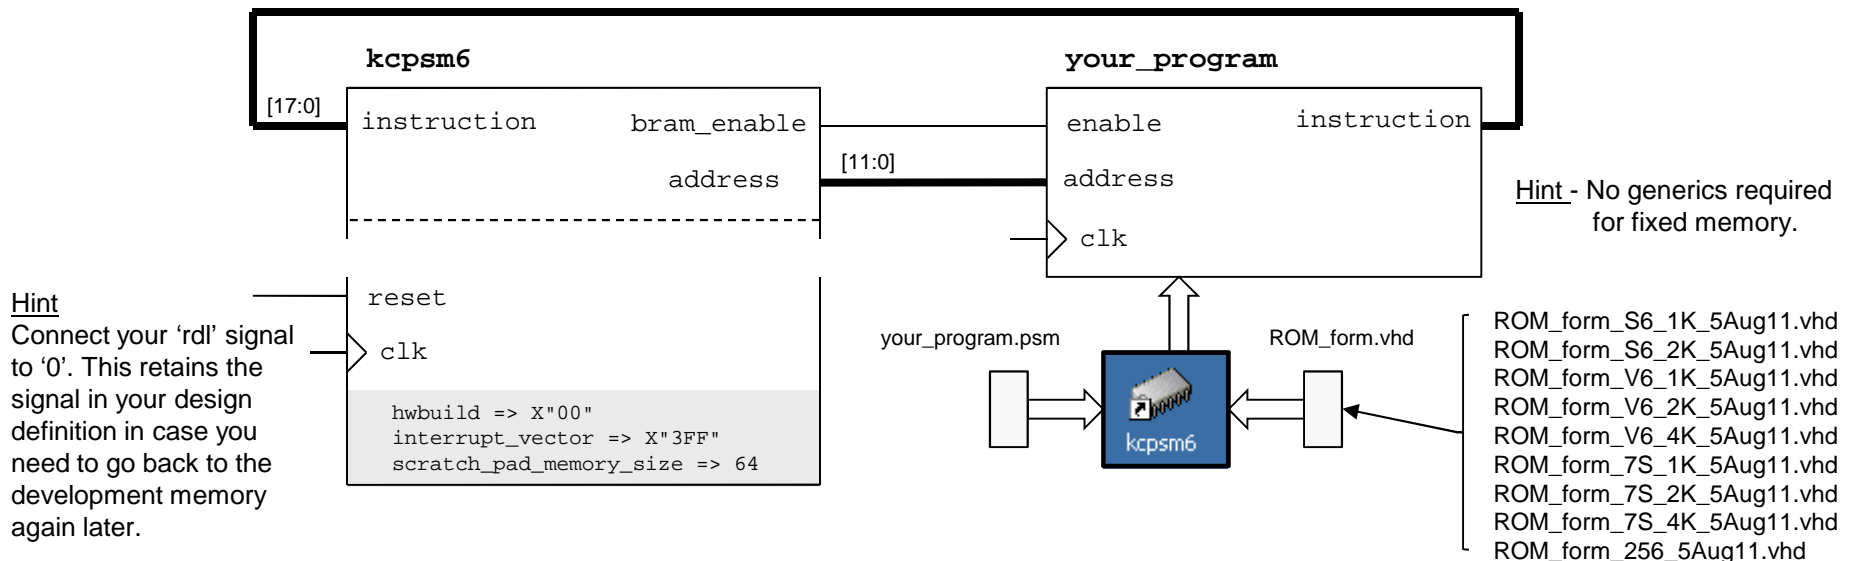 kcpsm6
your_program
[17:0]
instruction
bram_enable
enable
instruction
[11:0]
address
address
clk
Hint - No generics required
for fixed memory.
reset
clk
hwbuild => X"00"
interrupt_vector => X"3FF"
scratch_pad_memory_size => 64
Hint
Connect your ‘rdl’ signal
to ‘0’. This retains the
signal in your design
definition in case you
need to go back to the
development memory
again later.
your_program.psm
ROM_form.vhd
kcpsm6
ROM_form_S6_1K_5Aug11.vhd
ROM_form_S6_2K_5Aug11.vhd
ROM_form_V6_1K_5Aug11.vhd
ROM_form_V6_2K_5Aug11.vhd
ROM_form_V6_4K_5Aug11.vhd
ROM_form_7S_1K_5Aug11.vhd
ROM_form_7S_2K_5Aug11.vhd
ROM_form_7S_4K_5Aug11.vhd
ROM_form_256_5Aug11.vhd